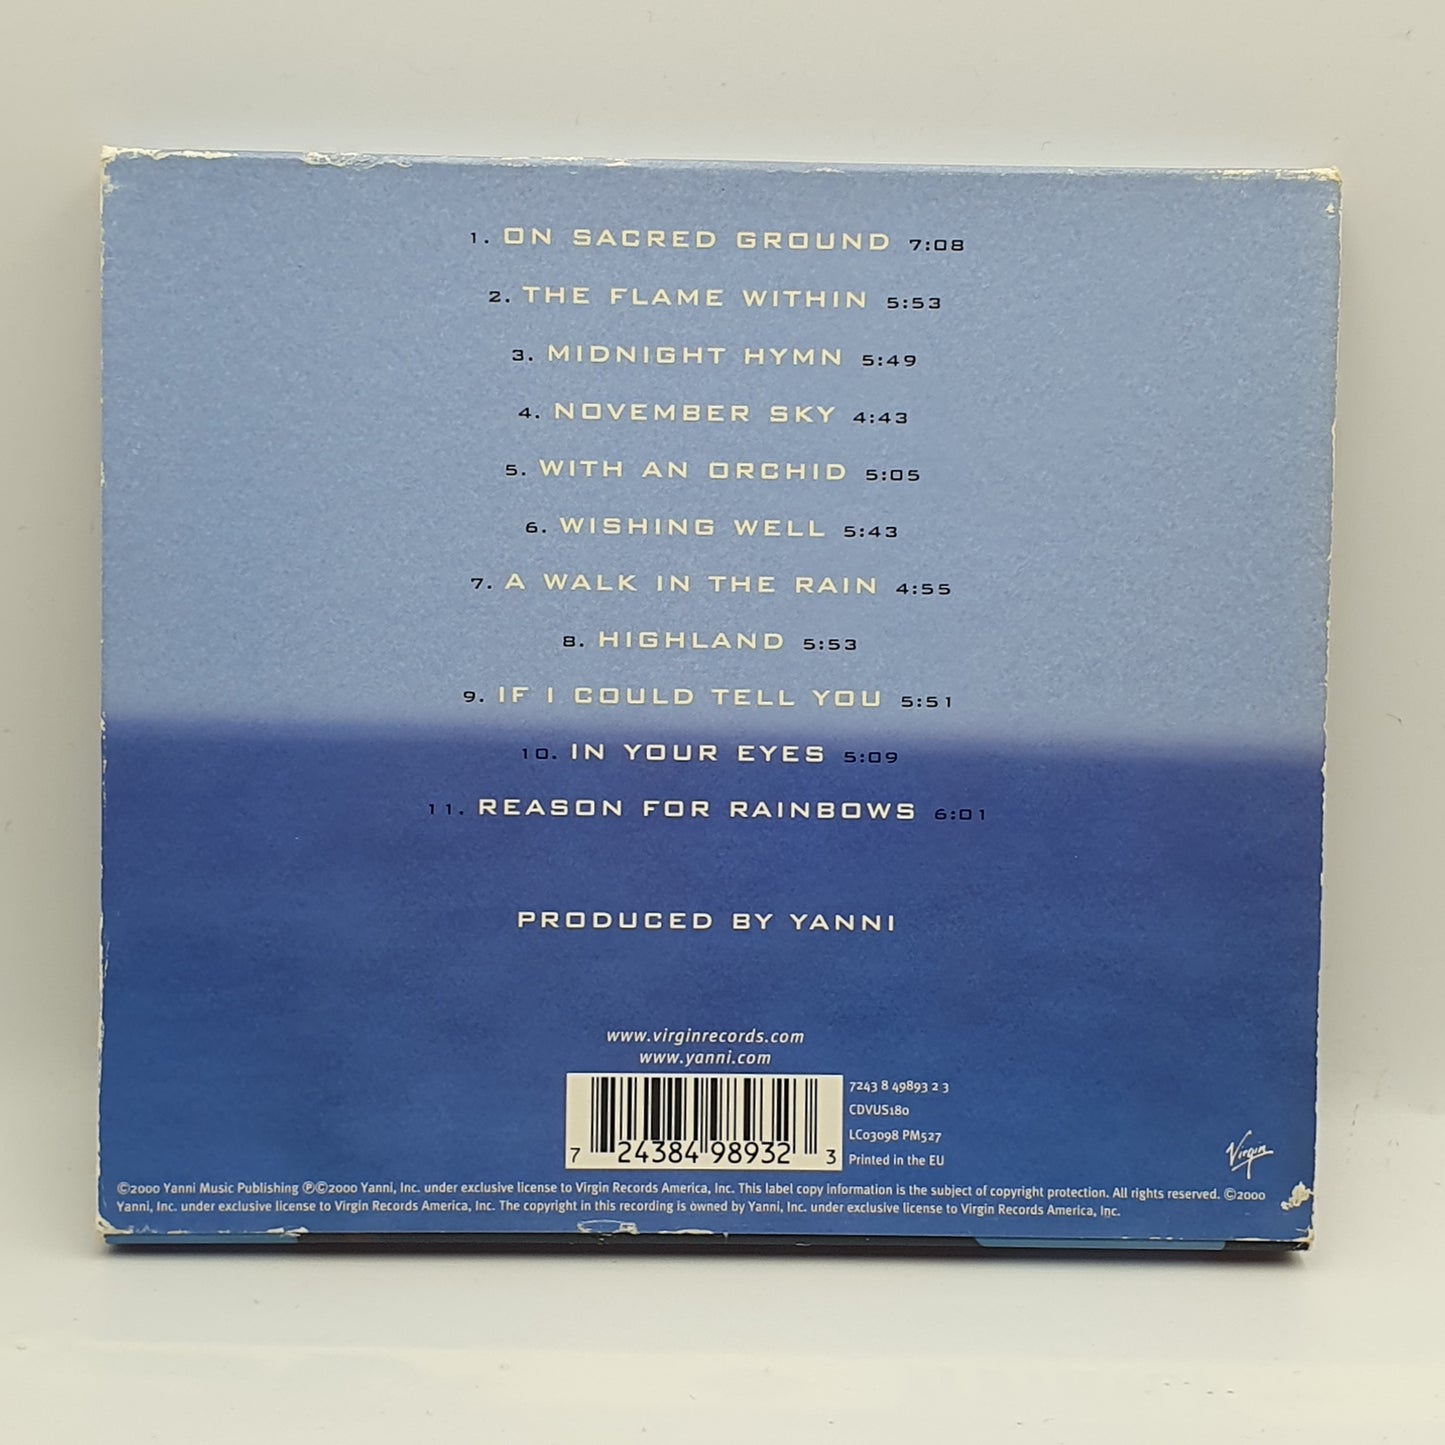 1. ON SACRED GROUND 7:08
2. THE FLAME WITHIN 5:53
3. MIDNIGHT HYMN 5:49
4. NOVEMBER SKY 4:43
5. WITH AN ORCHID 5:05
6. WISHING WELL 5:43
7. A WALK IN THE RAIN 4:55
8. HIGHLAND 5:53
9. IF I COULD TELL YOU 5:51
10. IN YOUR EYES 5:09
11. REASON FOR RAINBOWS 6:01
PRODUCED BY YANNI
www.virginrecords.com
www.yanni.com
7 24384 98932 3
7243 8 49893 2 3
CDVUS180
LC03098 PM527
Printed in the EU
Virgin
©2000 Yanni Music Publishing ℗©2000 Yanni, Inc. under exclusive license to Virgin Records America, Inc. This label copy information is the subject of copyright protection. All rights reserved. ©2000
Yanni, Inc. under exclusive license to Virgin Records America, Inc. The copyright in this recording is owned by Yanni, Inc. under exclusive license to Virgin Records America, Inc.